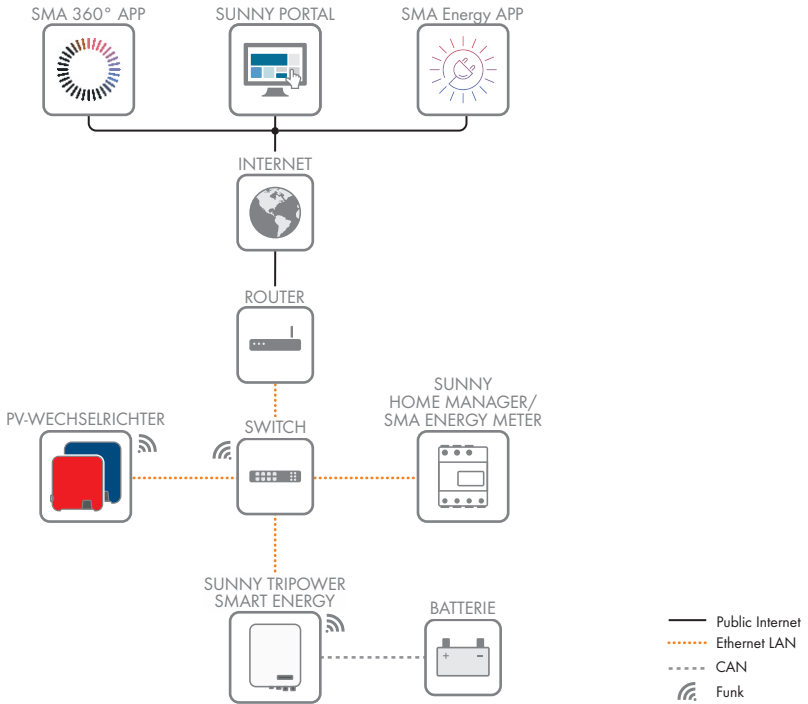 SMA 360° APP
SUNNY PORTAL
SMA Energy APP
INTERNET
ROUTER
PV-WECHSELRICHTER
SWITCH
SUNNY
HOME MANAGER/
SMA ENERGY METER
SUNNY TRIPOWER
SMART ENERGY
BATTERIE
+ −
Public Internet
Ethernet LAN
CAN
Funk